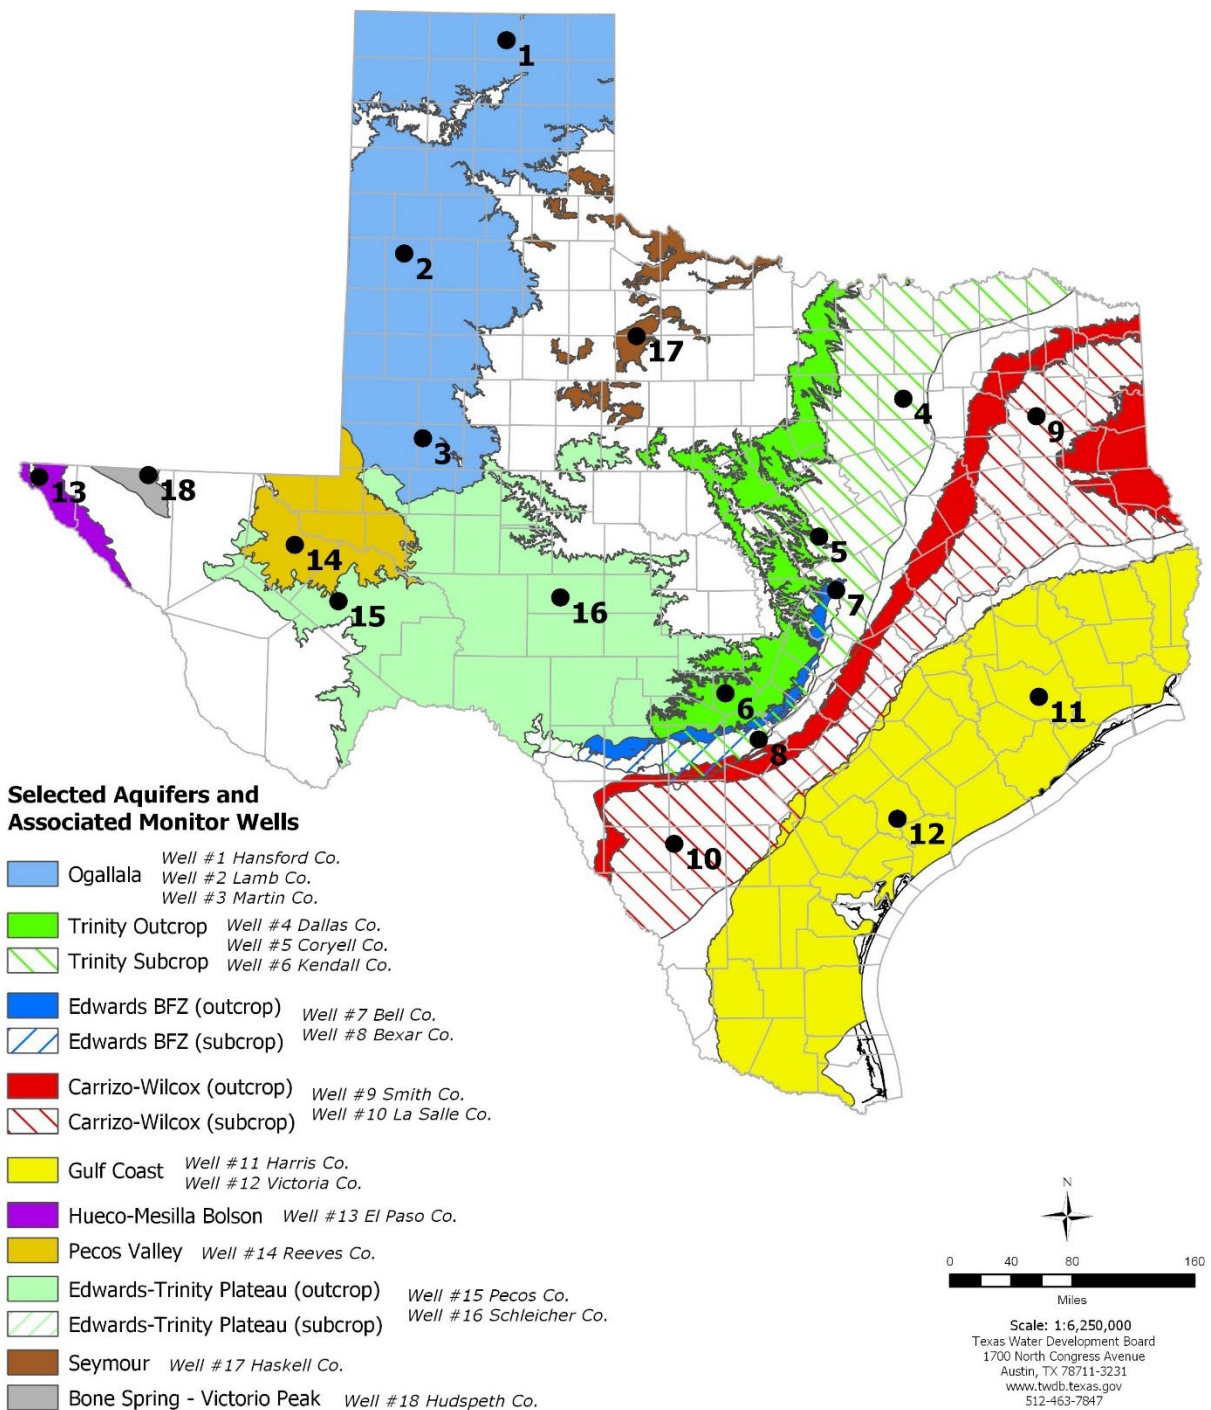 1
2
17
4
9
3
13
18
5
14
7
15
16
6
11
8
12
10
Selected Aquifers and
Associated Monitor Wells
Ogallala
Well #1 Hansford Co.
Well #2 Lamb Co.
Well #3 Martin Co.
Trinity Outcrop
Trinity Subcrop
Well #4 Dallas Co.
Well #5 Coryell Co.
Well #6 Kendall Co.
Edwards BFZ (outcrop)
Edwards BFZ (subcrop)
Well #7 Bell Co.
Well #8 Bexar Co.
Carrizo-Wilcox (outcrop)
Carrizo-Wilcox (subcrop)
Well #9 Smith Co.
Well #10 La Salle Co.
Gulf Coast
Well #11 Harris Co.
Well #12 Victoria Co.
Hueco-Mesilla Bolson Well #13 El Paso Co.
Pecos Valley Well #14 Reeves Co.
Edwards-Trinity Plateau (outcrop)
Edwards-Trinity Plateau (subcrop)
Well #15 Pecos Co.
Well #16 Schleicher Co.
Seymour Well #17 Haskell Co.
Bone Spring - Victorio Peak Well #18 Hudspeth Co.
N
0 40 80 160
Miles
Scale: 1:6,250,000
Texas Water Development Board
1700 North Congress Avenue
Austin, TX 78711-3231
www.twdb.texas.gov
512-463-7847